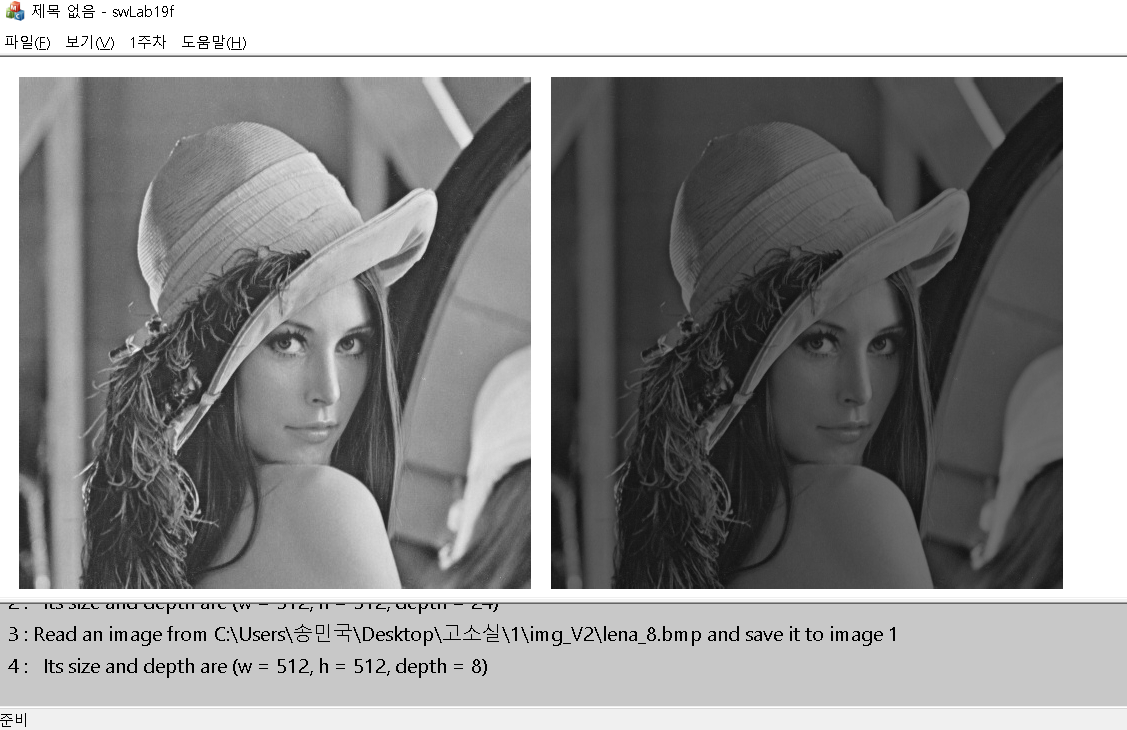 제목 없음 - swLab19f
파일(F) 보기(V) 1주차 도움말(H)
2 : Its size and depth are (w = 512, h = 512, depth = 24)
3 : Read an image from C:\Users\송민국\Desktop\고소실\1\img_V2\lena_8.bmp and save it to image 1
4 : Its size and depth are (w = 512, h = 512, depth = 8)
준비